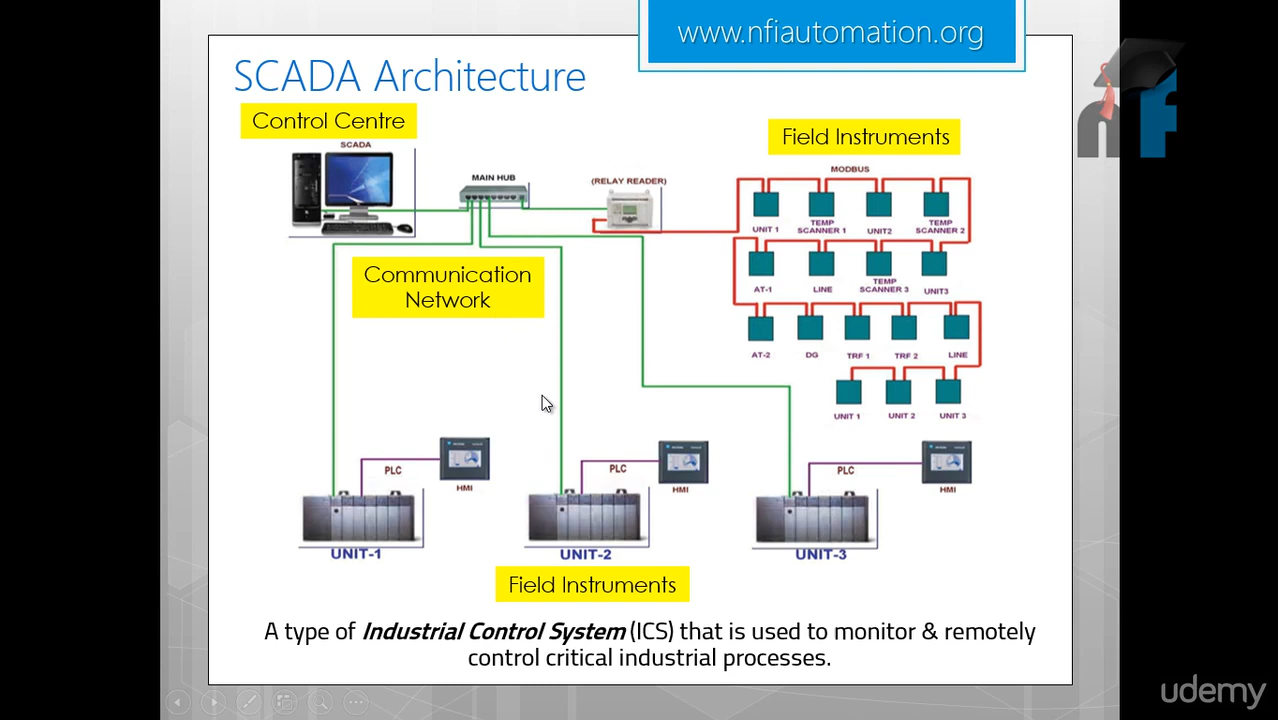 www.nfiautomation.org
SCADA Architecture
Control Centre
SCADA
MAIN HUB
(RELAY READER)
Field Instruments
MODBUS
UNIT 1
TEMP
SCANNER 1
UNIT2
TEMP
SCANNER 2
AT-1
LINE
TEMP
SCANNER 3
UNIT3
AT-2
DG
TRF 1
TRF 2
LINE
UNIT 1
UNIT 2
UNIT 3
Communication
Network
PLC
HMI
UNIT-1
PLC
HMI
UNIT-2
PLC
HMI
UNIT-3
Field Instruments
A type of Industrial Control System (ICS) that is used to monitor & remotely
control critical industrial processes.
nf
udemy